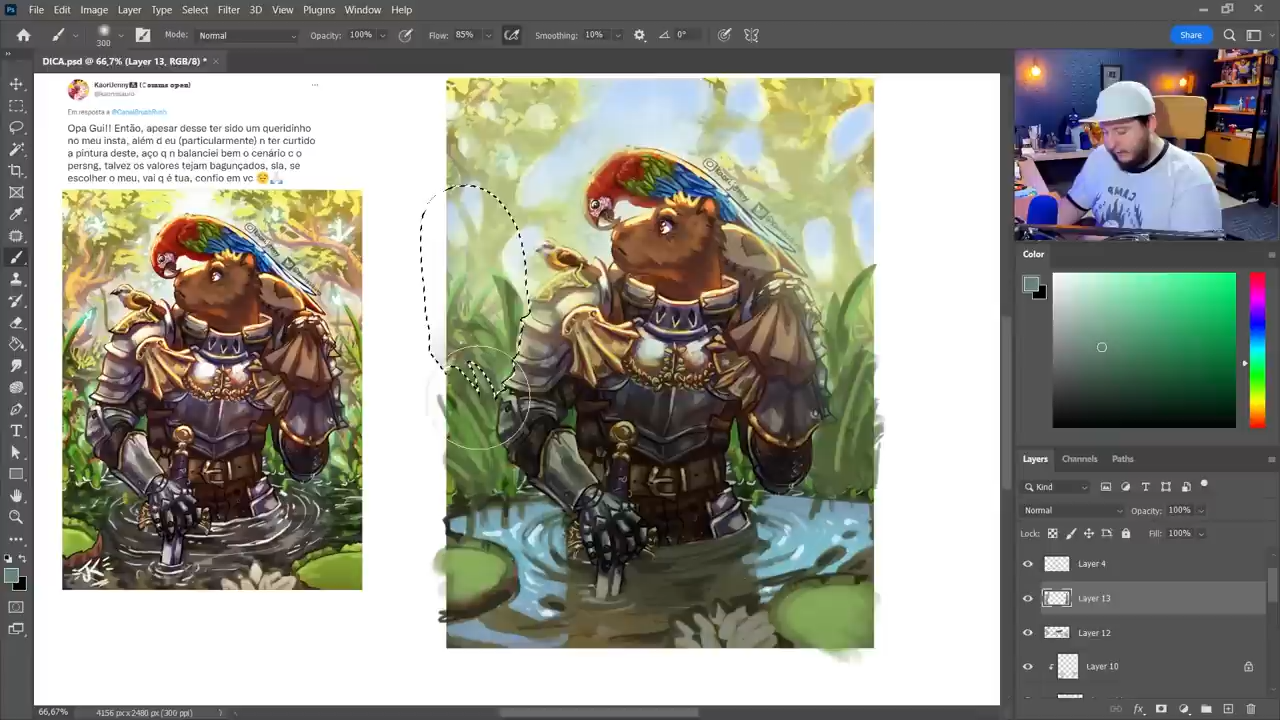 Ps File Edit Image Layer Type Select Filter 3D View Plugins Window Help
300 Mode: Normal Opacity: 100% Flow: 85% Smoothing: 10% 0° Share
DICA.psd @ 66,7% (Layer 13, RGB/8) *
Em resposta a @CanalBrushRush
Opa Gui!! Então, apesar desse ter sido um queridinho
no meu insta, além d eu (particularmente) n ter curtido
a pintura deste, aço q n balanciei bem o cenário c o
persng, talvez os valores tejam bagunçados, sla, se
escolher o meu, vai q é tua, confio em vc
CAMP
Color
Layers Channels Paths
Kind
Normal Opacity: 100%
Lock: Fill: 100%
Layer 4
Layer 13
Layer 12
Layer 10
66,67% 4156 px x 2480 px (300 ppi)